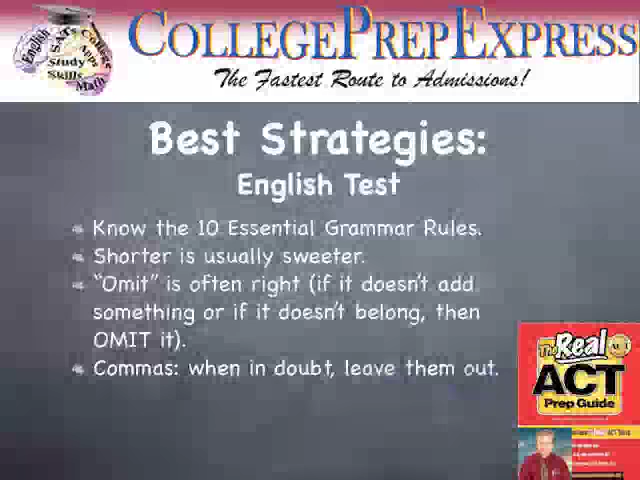 English
SATs
College
Apps
Study
Skills
Math
COLLEGEPREPEXPRESS
The Fastest Route to Admissions!
Best Strategies:
English Test
Know the 10 Essential Grammar Rules.
Shorter is usually sweeter.
"Omit" is often right (if it doesn't add
something or if it doesn't belong, then
OMIT it).
Commas: when in doubt, leave them out.
The Real
ACT
Prep Guide